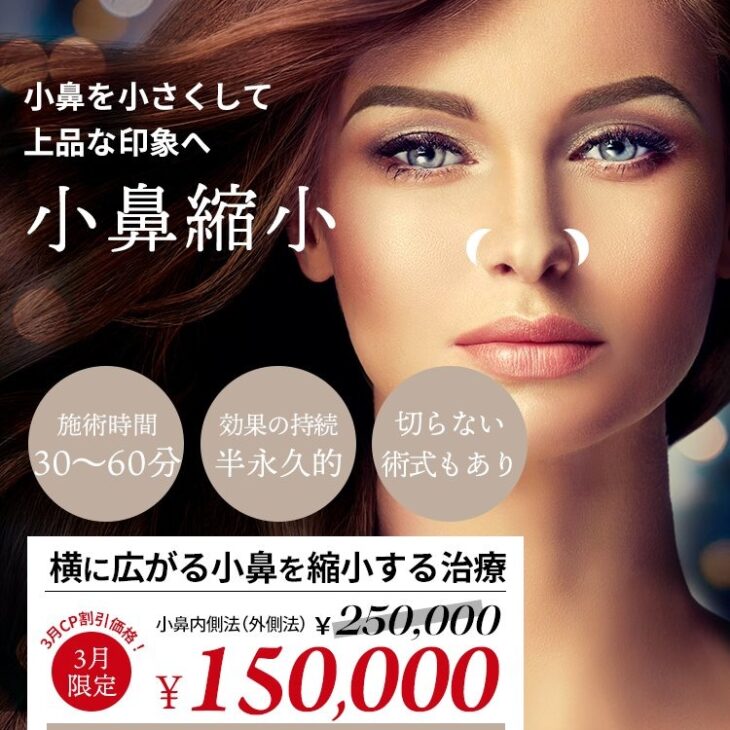 小鼻を小さくして
上品な印象へ
小鼻縮小
施術時間
30〜60分
効果の持続
半永久的
切らない
術式もあり
横に広がる小鼻を縮小する治療
3月CP割引価格！
3月
限定
小鼻内側法（外側法）￥250,000
￥150,000